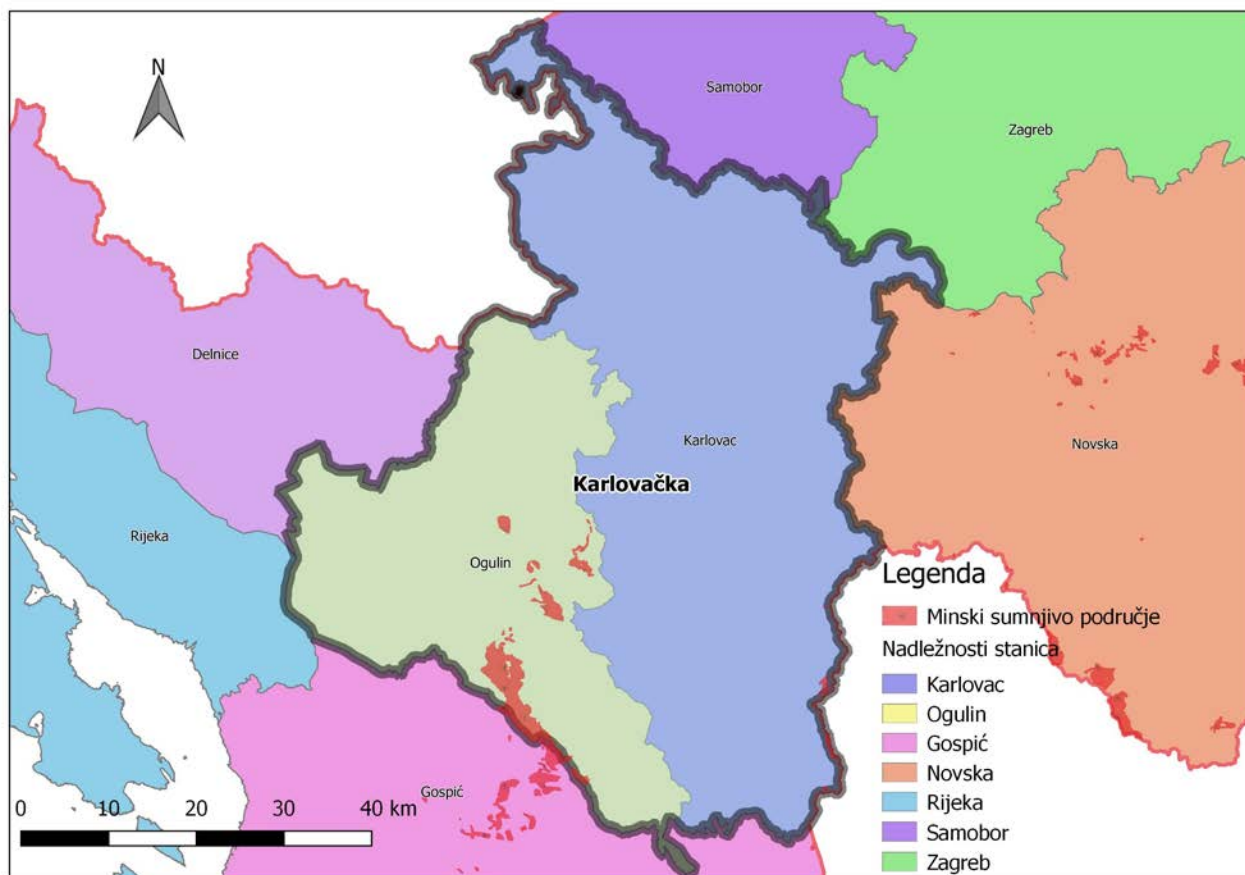 N
Samobor
Zagreb
Delnice
Karlovac
Novska
Karlovačka
Rijeka
Ogulin
Gospić
0 10 20 30 40 km
Legenda
Minski sumnjivo područje
Nadležnosti stanica
Karlovac
Ogulin
Gospić
Novska
Rijeka
Samobor
Zagreb